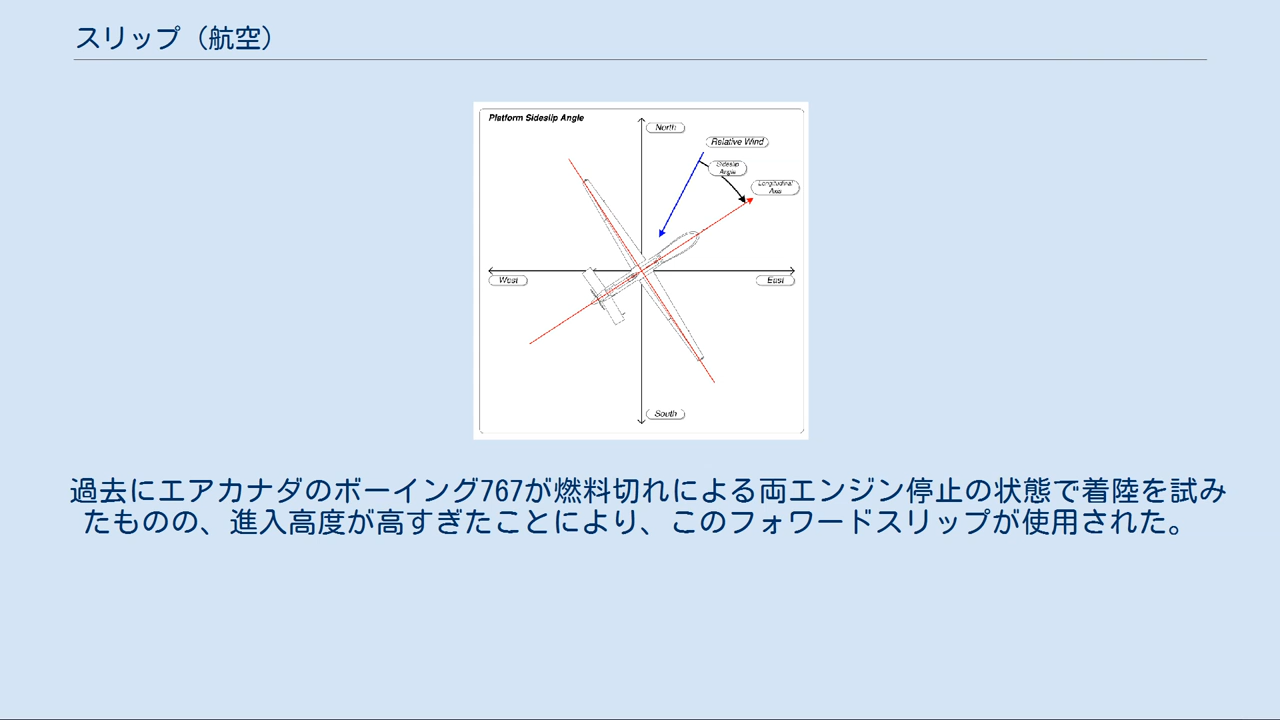 スリップ（航空）
Platform Sideslip Angle
North
Relative Wind
Sideslip
Angle
Longitudinal
Axis
West
East
South
過去にエアカナダのボーイング767が燃料切れによる両エンジン停止の状態で着陸を試み
たものの、進入高度が高すぎたことにより、このフォワードスリップが使用された。